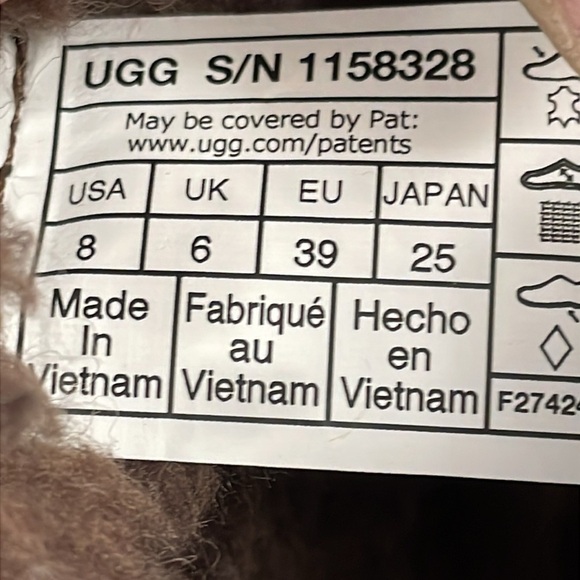 UGG S/N 1158328
May be covered by Pat:
www.ugg.com/patents
USA UK EU JAPAN
8 6 39 25
Made Fabriqué Hecho
In au en
Vietnam Vietnam Vietnam
F2742